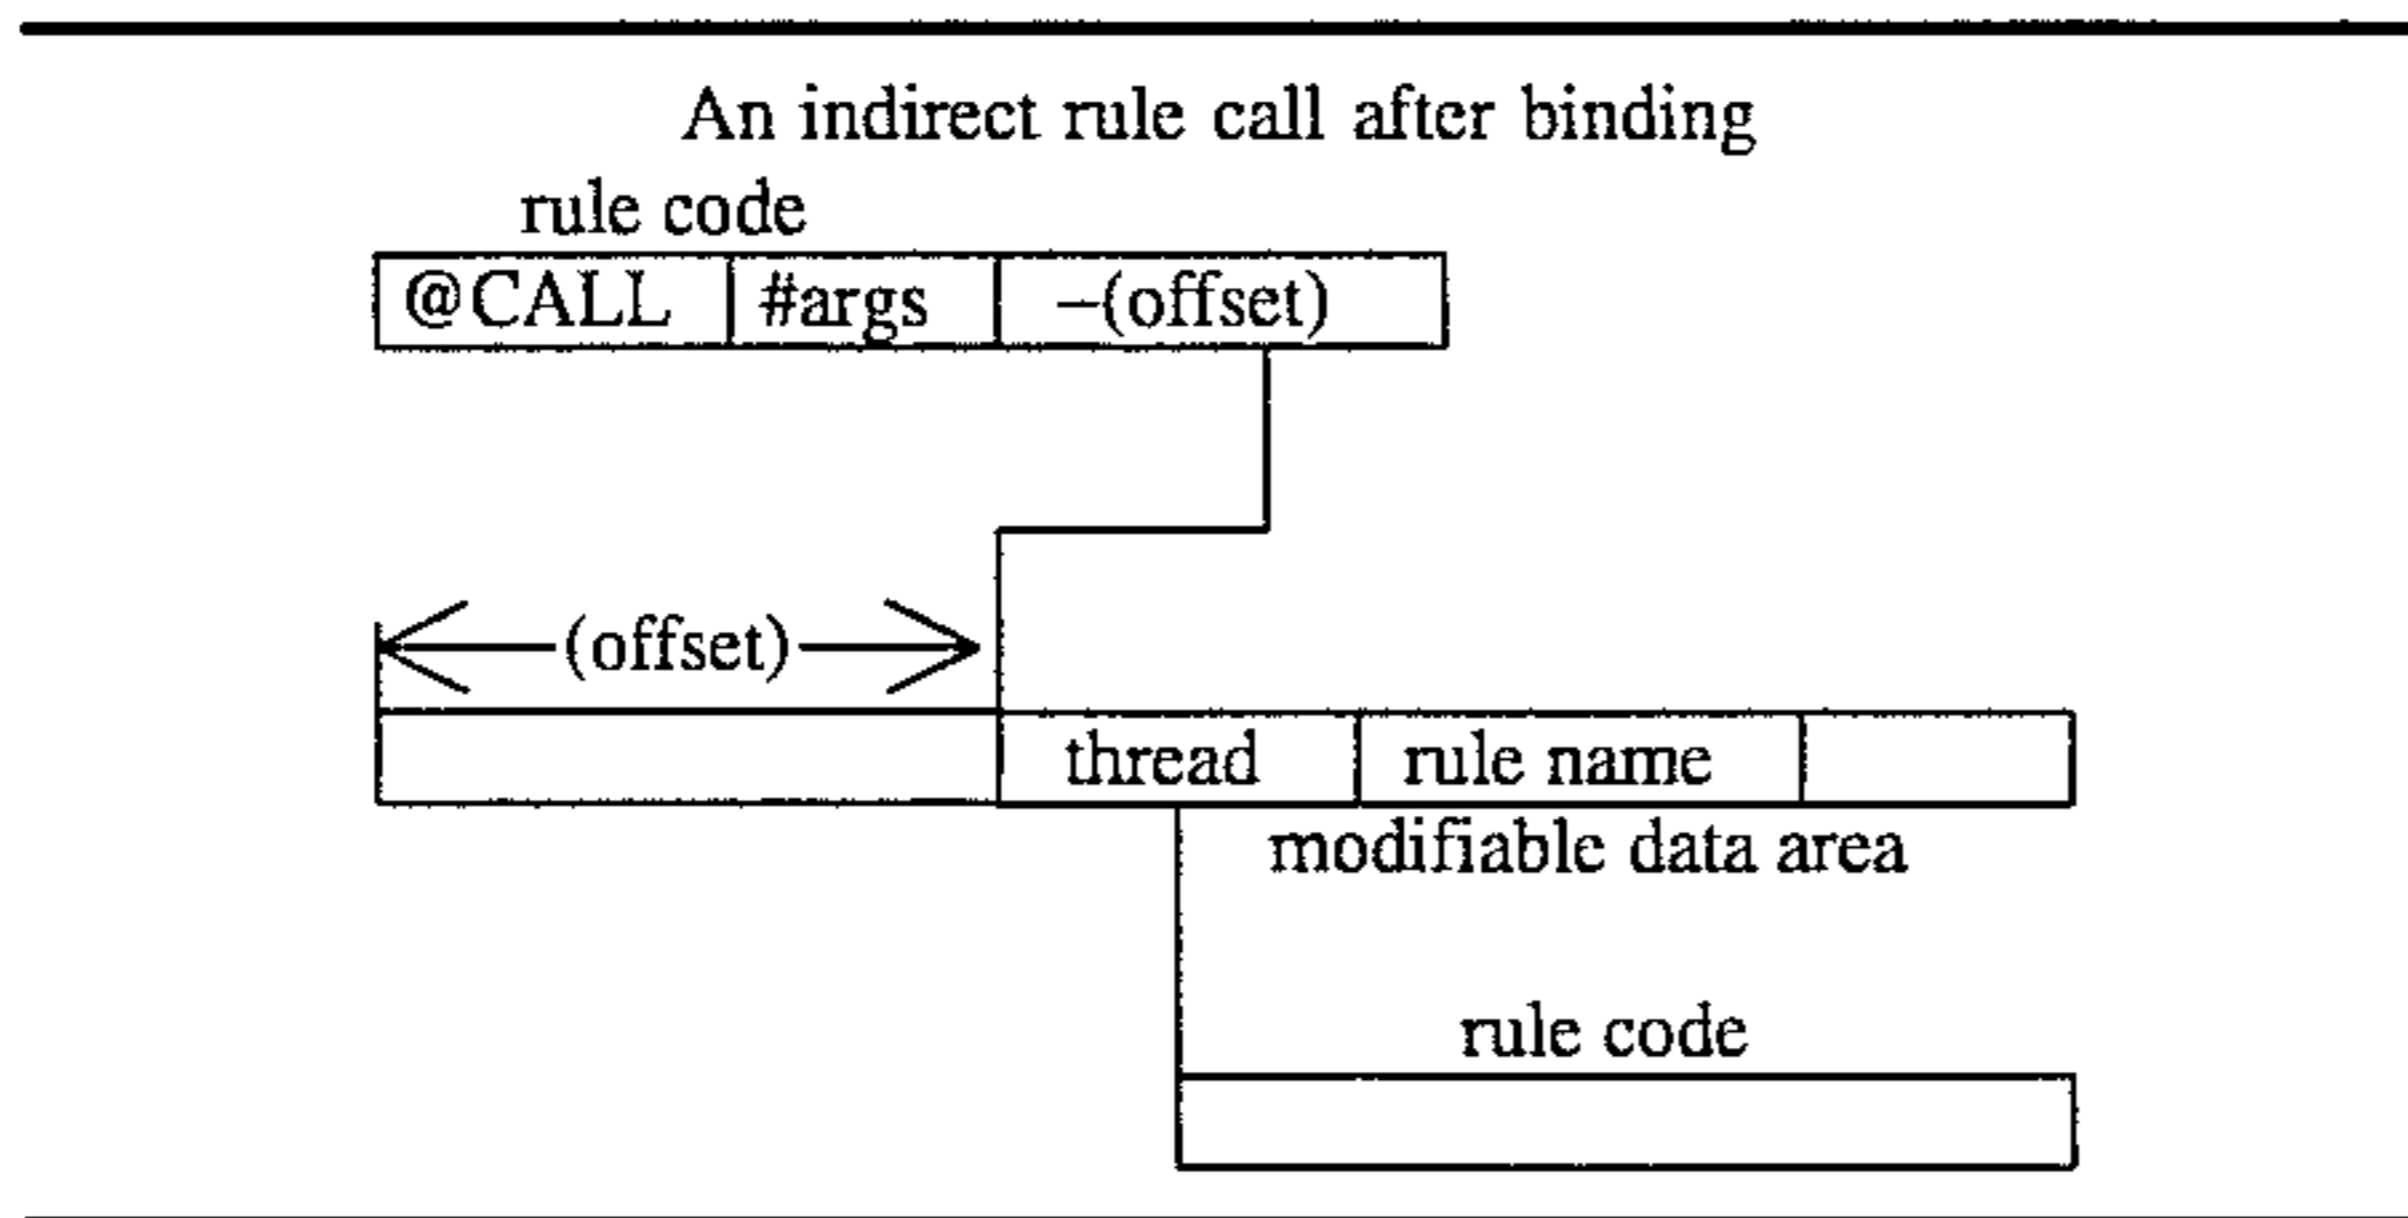 An indirect rule call after binding
rule code
@CALL #args –(offset)
(offset)
thread rule name
modifiable data area
rule code